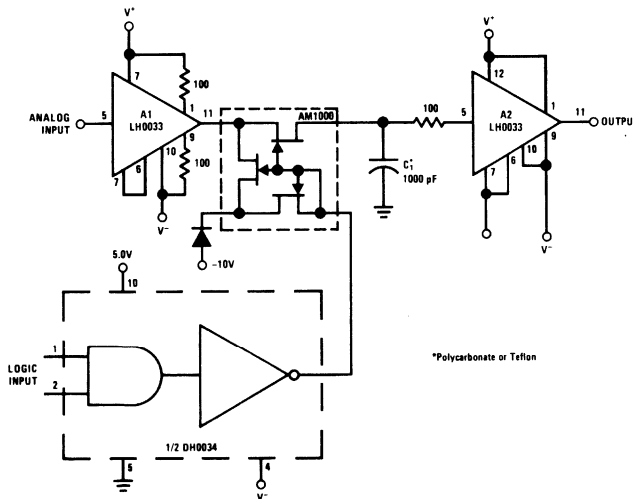 V+
7
100
ANALOG
INPUT
5
A1
LH0033
1
11
9
10
100
6
7
V−
AM1000
−10V
100
C1*
1000 pF
V+
12
5
A2
LH0033
1
11
OUTPU
10
6
7
V−
5.0V
10
LOGIC
INPUT
1
2
1/2 DH0034
5
4
V−
*Polycarbonate or Teflon